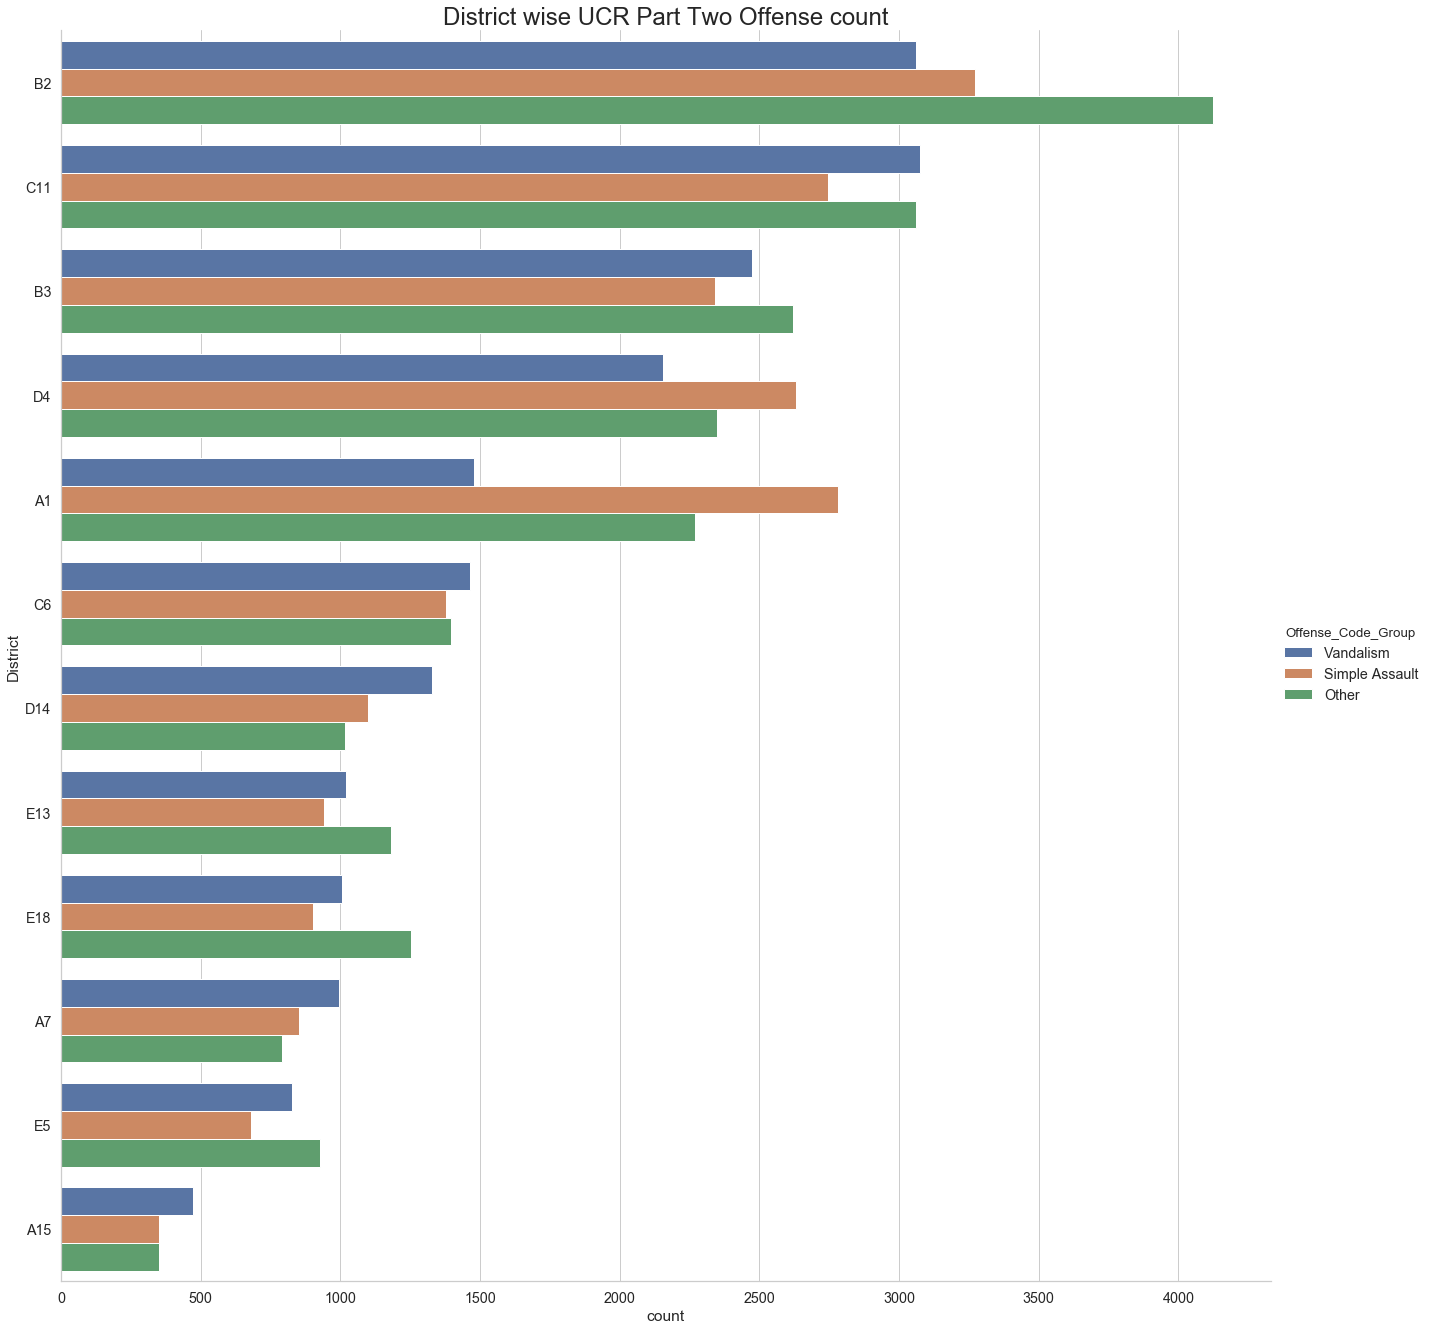 District wise UCR Part Two Offense count
B2
C11
B3
D4
A1
C6
D14
E13
E18
A7
E5
A15
District
0 500 1000 1500 2000 2500 3000 3500 4000
count
Offense_Code_Group
Vandalism
Simple Assault
Other